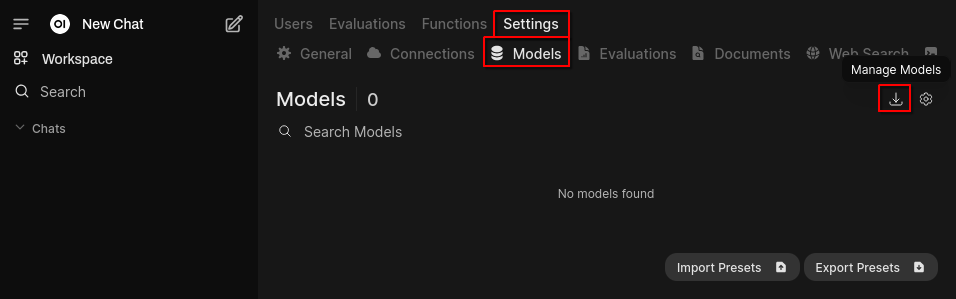 OI New Chat
Workspace
Search
Chats
Users Evaluations Functions Settings
General Connections Models Evaluations Documents Web Search
Manage Models
Models 0
Search Models
No models found
Import Presets Export Presets